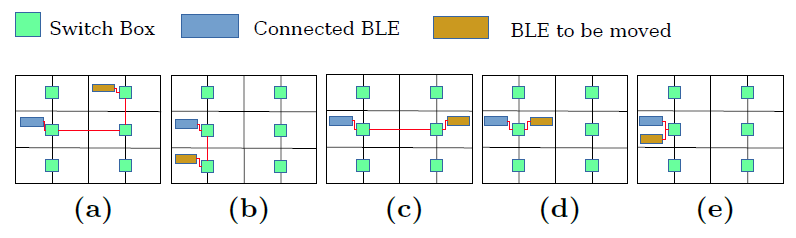 Switch Box Connected BLE BLE to be moved
(a) (b) (c) (d) (e)